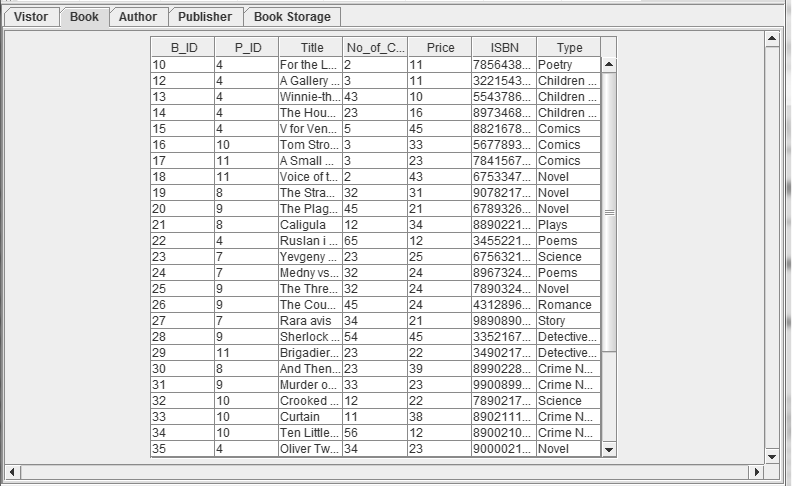 Vistor Book Author Publisher Book Storage
B_ID P_ID Title No_of_C... Price ISBN Type
10 4 For the L... 2 11 7856438... Poetry
12 4 A Gallery ... 3 11 3221543... Children ...
13 4 Winnie-th... 43 10 5543786... Children ...
14 4 The Hou... 23 16 8973468... Children ...
15 4 V for Ven... 5 45 8821678... Comics
16 10 Tom Stro... 3 33 5677893... Comics
17 11 A Small ... 3 23 7841567... Comics
18 11 Voice of t... 2 43 6753347... Novel
19 8 The Stra... 32 31 9078217... Novel
20 9 The Plag... 45 21 6789326... Novel
21 8 Caligula 12 34 8890221... Plays
22 4 Ruslan i ... 65 12 3455221... Poems
23 7 Yevgeny ... 23 25 6756321... Science
24 7 Medny vs... 32 24 8967324... Poems
25 9 The Thre... 32 24 7890324... Novel
26 9 The Cou... 45 24 4312896... Romance
27 7 Rara avis 34 21 9890890... Story
28 9 Sherlock ... 54 45 3352167... Detective...
29 11 Brigadier... 23 22 3490217... Detective...
30 8 And Then... 23 39 8990228... Crime N...
31 9 Murder o... 33 23 9900899... Crime N...
32 10 Crooked ... 12 22 7890217... Science
33 10 Curtain 11 38 8902111... Crime N...
34 10 Ten Little... 56 12 8900210... Crime N...
35 4 Oliver Tw... 34 23 9000021... Novel